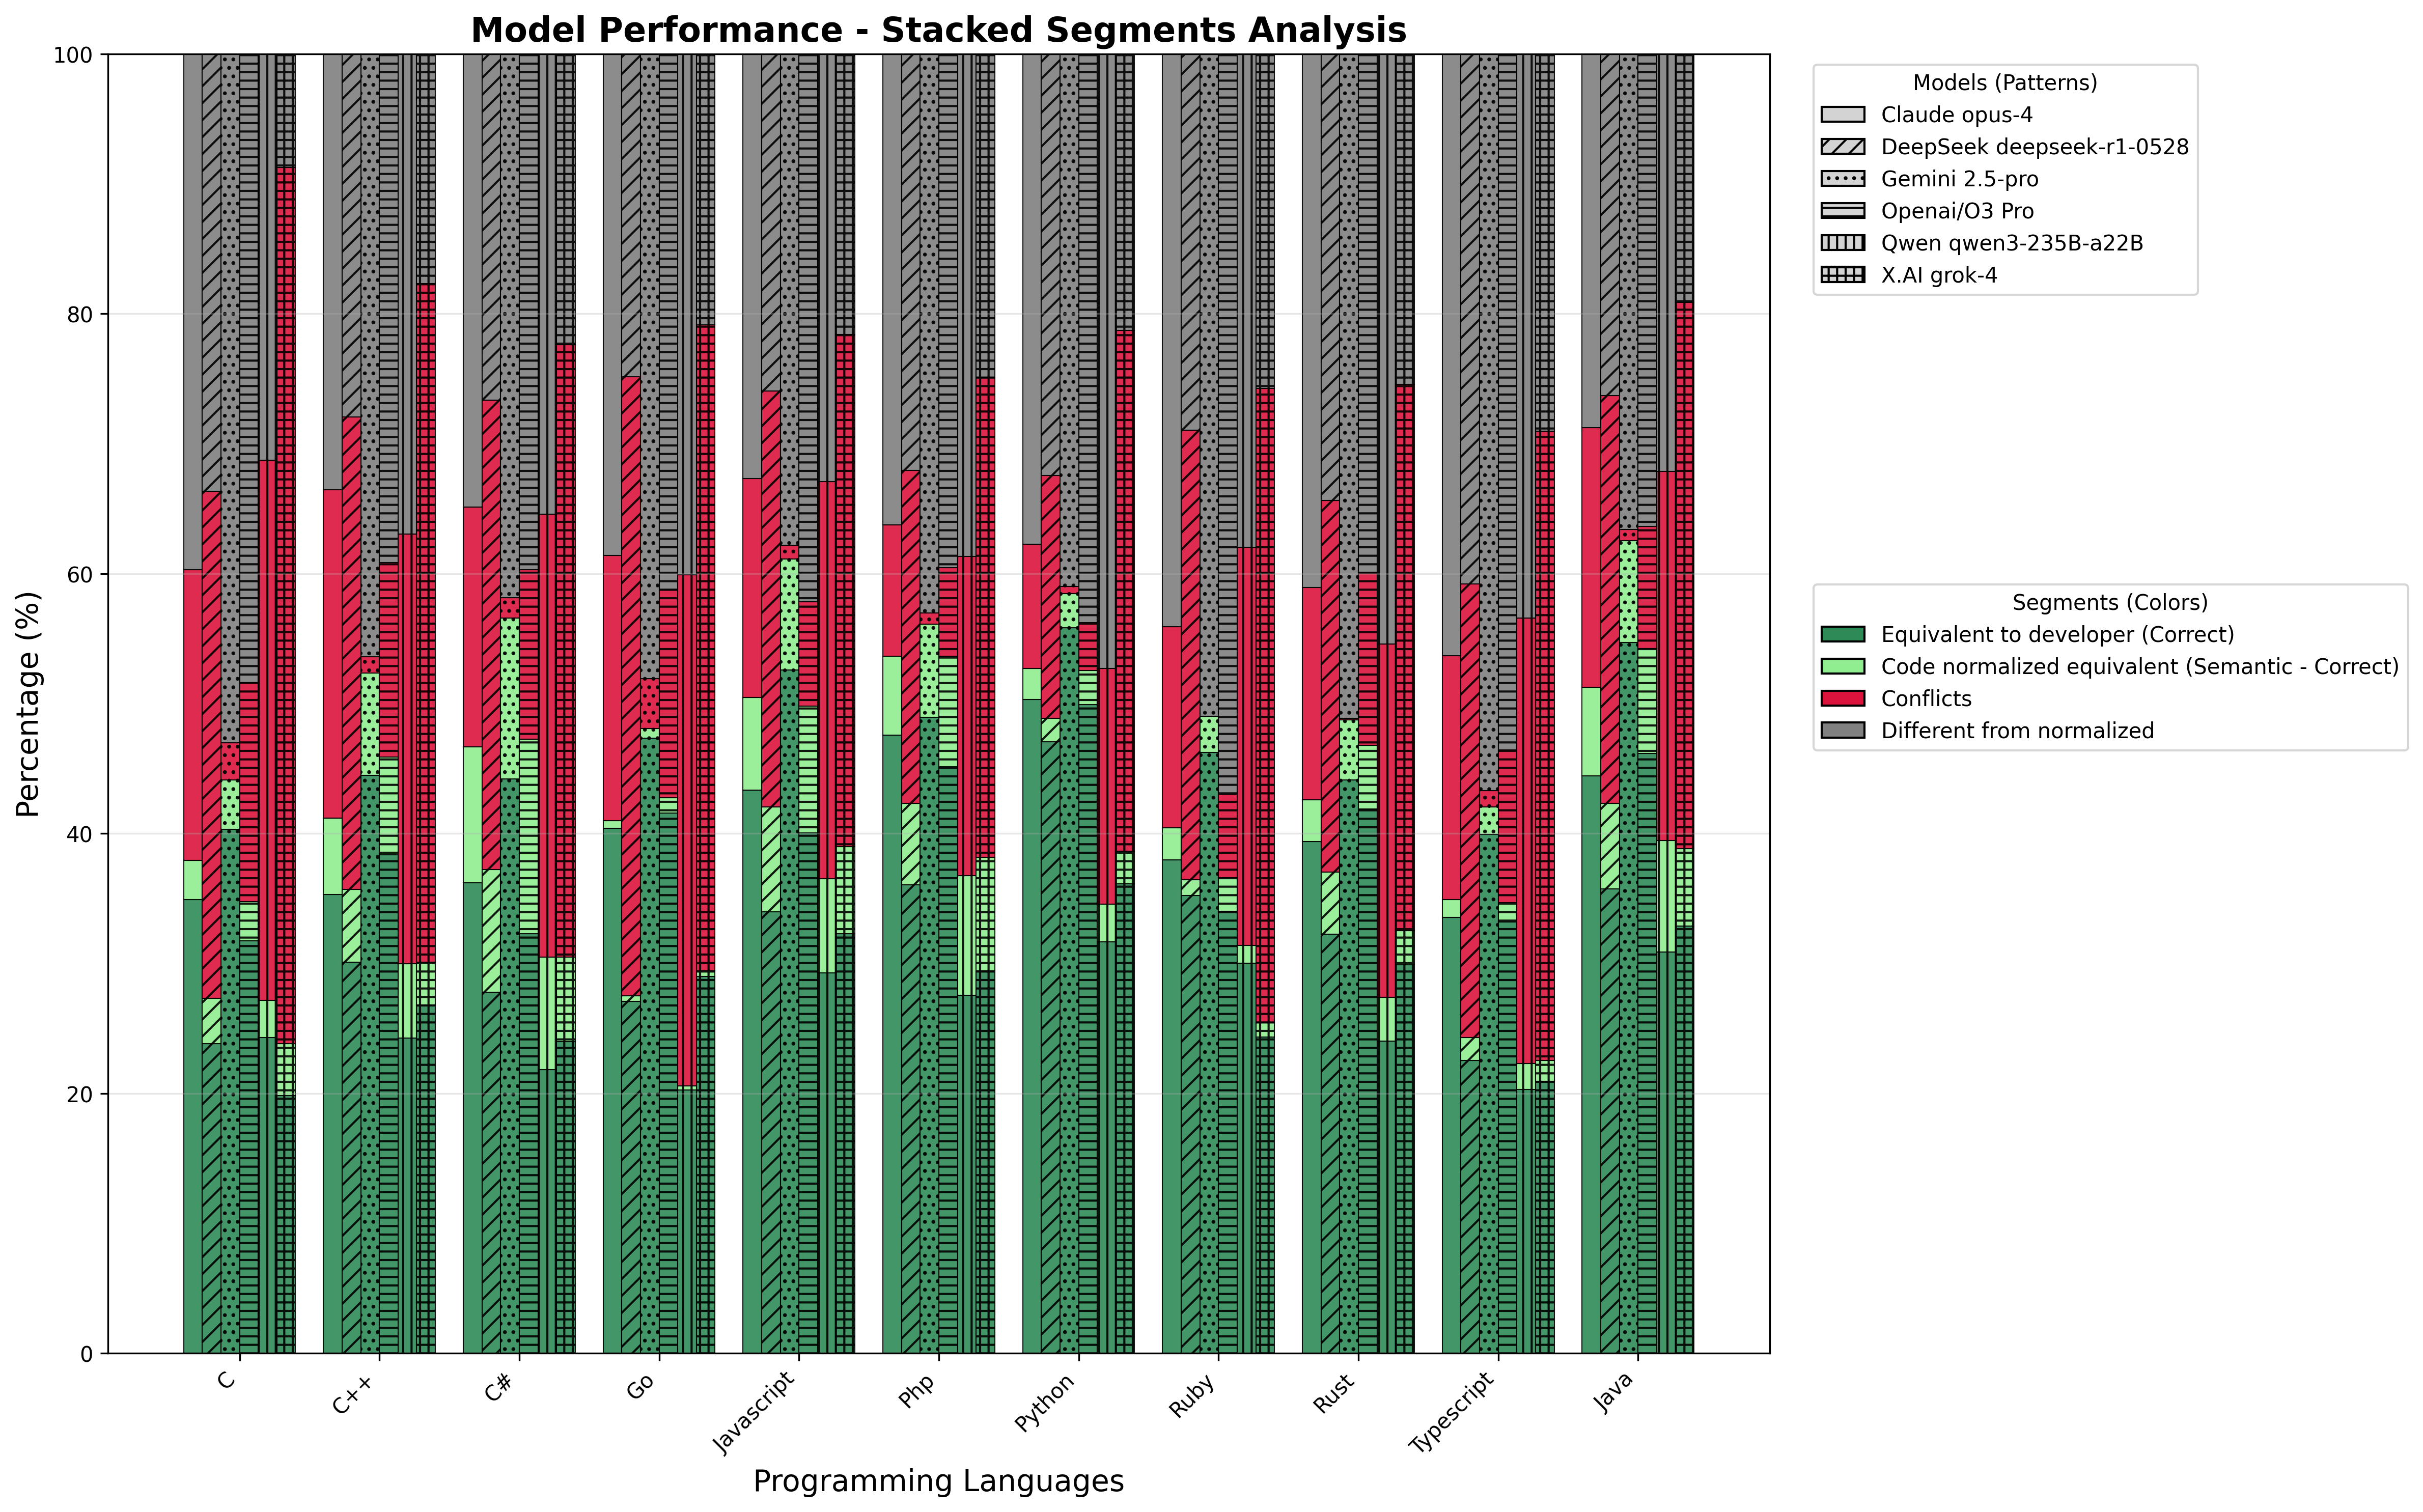 Model Performance - Stacked Segments Analysis
Percentage (%)
100
80
60
40
20
0
C
C++
C#
Go
Javascript
Php
Python
Ruby
Rust
Typescript
Java
Programming Languages
Models (Patterns)
Claude opus-4
DeepSeek deepseek-r1-0528
Gemini 2.5-pro
Openai/O3 Pro
Qwen qwen3-235B-a22B
X.AI grok-4
Segments (Colors)
Equivalent to developer (Correct)
Code normalized equivalent (Semantic - Correct)
Conflicts
Different from normalized